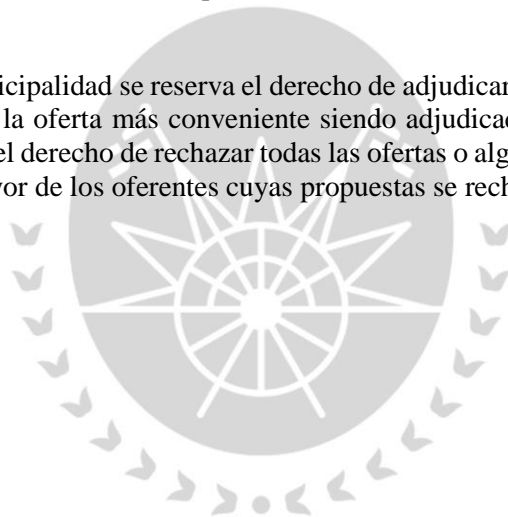 icipalidad se reserva el derecho de adjudicar
la oferta más conveniente siendo adjudicad
el derecho de rechazar todas las ofertas o alg
or de los oferentes cuyas propuestas se rech